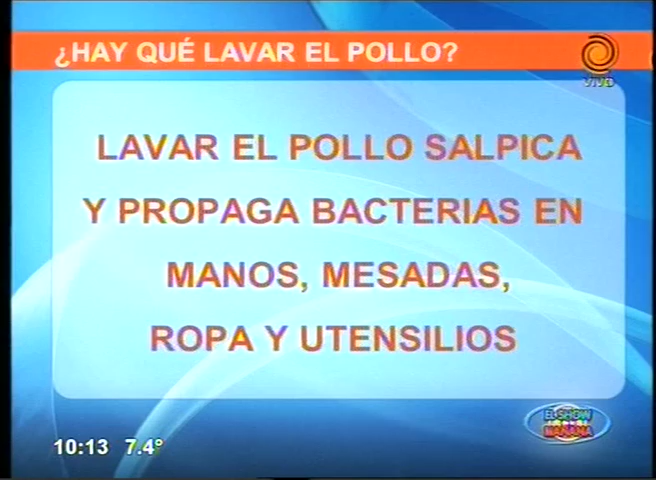 ¿HAY QUÉ LAVAR EL POLLO?
VIVO
LAVAR EL POLLO SALPICA
Y PROPAGA BACTERIAS EN
MANOS, MESADAS,
ROPA Y UTENSILIOS
EL SHOW
MAÑANA
10:13 7.4°